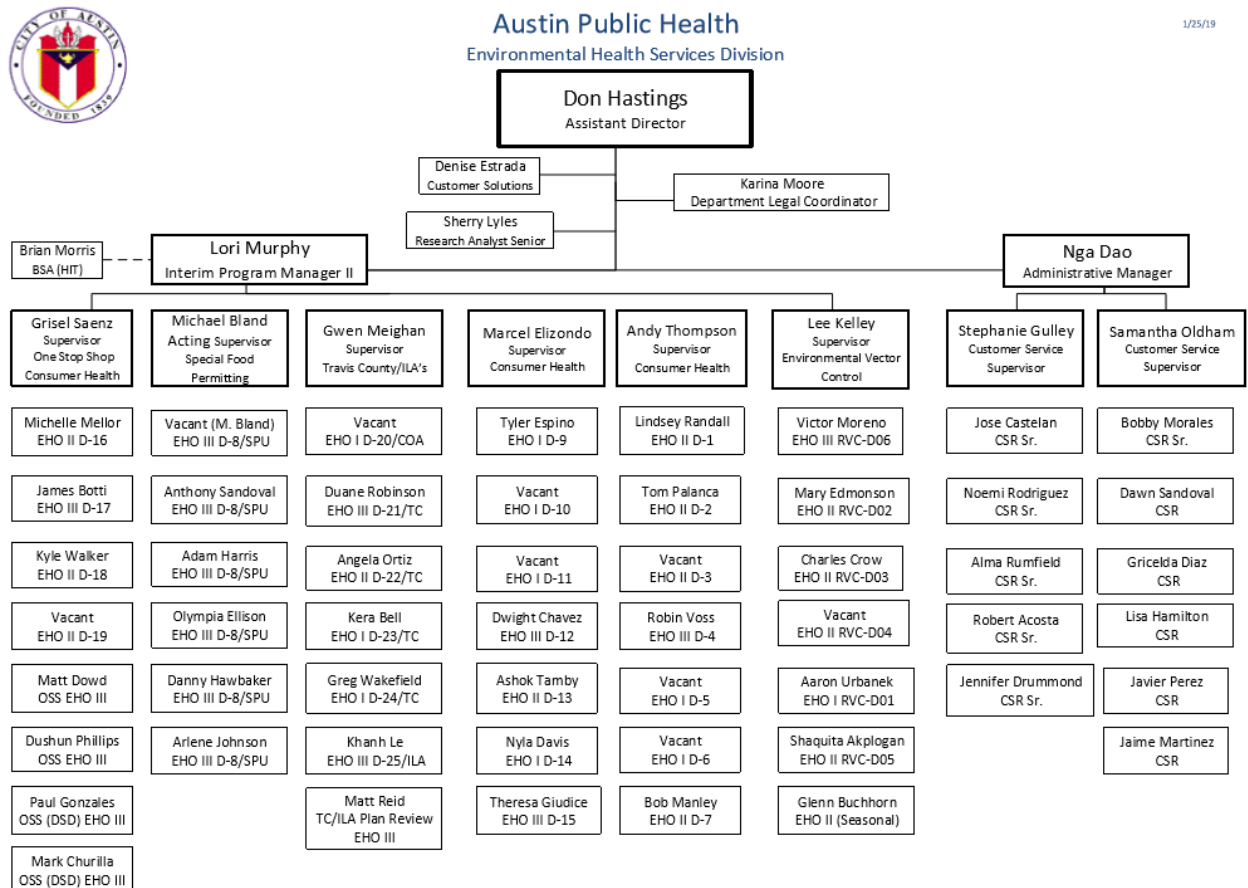 CITY OF AUSTIN
FOUNDED 1839
Austin Public Health
Environmental Health Services Division
1/25/19
Don Hastings
Assistant Director
Denise Estrada
Customer Solutions
Karina Moore
Department Legal Coordinator
Sherry Lyles
Research Analyst Senior
Brian Morris
BSA (HIT)
Lori Murphy
Interim Program Manager II
Nga Dao
Administrative Manager
Grisel Saenz
Supervisor
One Stop Shop
Consumer Health
Michael Bland
Acting Supervisor
Special Food
Permitting
Gwen Meighan
Supervisor
Travis County/ILA's
Marcel Elizondo
Supervisor
Consumer Health
Andy Thompson
Supervisor
Consumer Health
Lee Kelley
Supervisor
Environmental Vector
Control
Stephanie Gulley
Customer Service
Supervisor
Samantha Oldham
Customer Service
Supervisor
Michelle Mellor
EHO II D-16
James Botti
EHO III D-17
Kyle Walker
EHO II D-18
Vacant
EHO II D-19
Matt Dowd
OSS EHO III
Dushun Phillips
OSS EHO III
Paul Gonzales
OSS (DSD) EHO III
Mark Churilla
OSS (DSD) EHO III
Vacant (M. Bland)
EHO III D-8/SPU
Anthony Sandoval
EHO III D-8/SPU
Adam Harris
EHO III D-8/SPU
Olympia Ellison
EHO III D-8/SPU
Danny Hawbaker
EHO III D-8/SPU
Arlene Johnson
EHO III D-8/SPU
Vacant
EHO I D-20/COA
Duane Robinson
EHO III D-21/TC
Angela Ortiz
EHO II D-22/TC
Kera Bell
EHO I D-23/TC
Greg Wakefield
EHO I D-24/TC
Khanh Le
EHO III D-25/ILA
Matt Reid
TC/ILA Plan Review
EHO III
Tyler Espino
EHO I D-9
Vacant
EHO I D-10
Vacant
EHO I D-11
Dwight Chavez
EHO III D-12
Ashok Tamby
EHO II D-13
Nyla Davis
EHO I D-14
Theresa Giudice
EHO III D-15
Lindsey Randall
EHO II D-1
Tom Palanca
EHO II D-2
Vacant
EHO II D-3
Robin Voss
EHO III D-4
Vacant
EHO I D-5
Vacant
EHO I D-6
Bob Manley
EHO II D-7
Victor Moreno
EHO III RVC-D06
Mary Edmonson
EHO II RVC-D02
Charles Crow
EHO II RVC-D03
Vacant
EHO II RVC-D04
Aaron Urbanek
EHO I RVC-D01
Shaquita Akplogan
EHO II RVC-D05
Glenn Buchhorn
EHO II (Seasonal)
Jose Castelan
CSR Sr.
Noemi Rodriguez
CSR Sr.
Alma Rumfield
CSR Sr.
Robert Acosta
CSR Sr.
Jennifer Drummond
CSR Sr.
Bobby Morales
CSR Sr.
Dawn Sandoval
CSR
Gricelda Diaz
CSR
Lisa Hamilton
CSR
Javier Perez
CSR
Jaime Martinez
CSR